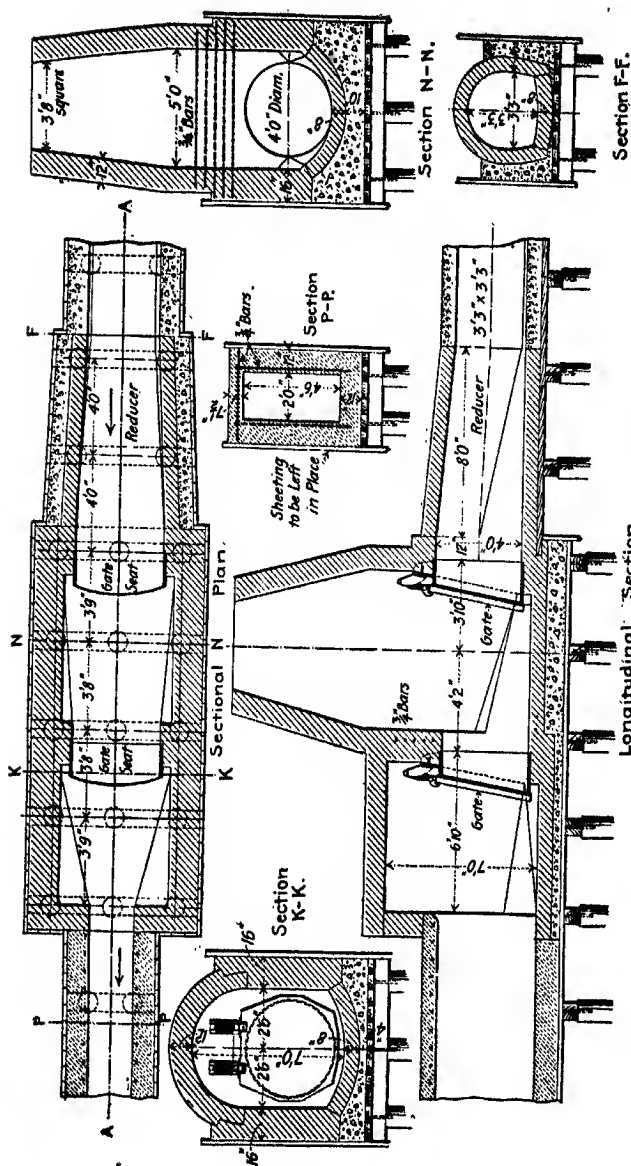 3'8"
square
12"
5'0"
¾" Bars
4'0" Diam.
16"
8"
Section N-N.
3'3"
3'3"
Section F-F.
A
F
F
4'0"
4'0"
Reducer
Gate
Seat
N
N
3'9"
3'8"
Sectional Plan.
K
K
3'8"
Gate
Seat
3'9"
P
P
A
¾" Bars.
4'6"
2'0"
Section
P-P.
Sheeting
to be Left
in Place
16"
12"
2'6"
2'6"
7'0"
8"
4"
16"
Section
K-K.
3'3" x 3'3"
8'0"
Reducer
12"
4'0"
3'10"
Gate
4'2"
¾" Bars
Gate
6'10"
7'0"
Longitudinal Section